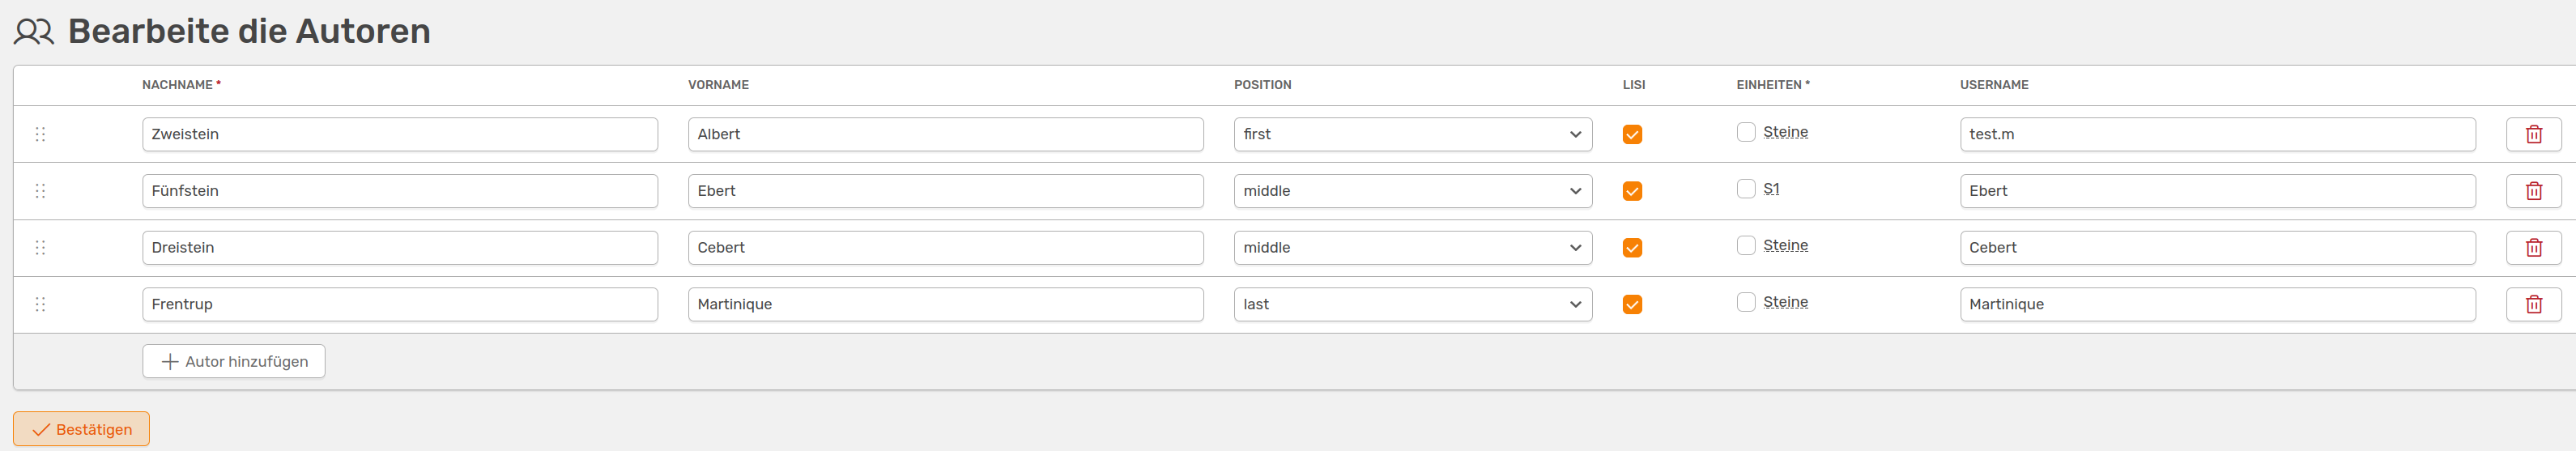 Bearbeite die Autoren
NACHNAME * VORNAME POSITION LISI EINHEITEN * USERNAME
Zweistein Albert first Steine test.m
Fünfstein Ebert middle S1 Ebert
Dreistein Cebert middle Steine Cebert
Frentrup Martinique last Steine Martinique
Autor hinzufügen
Bestätigen